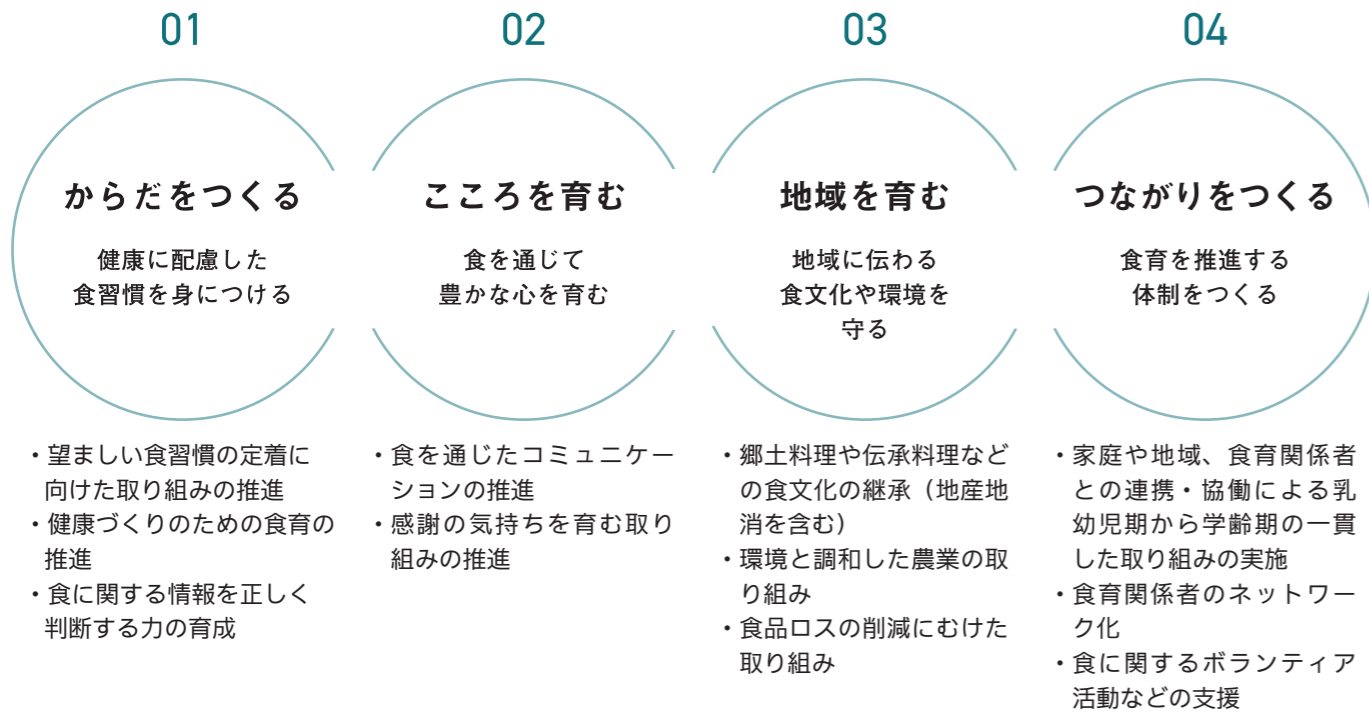 01
からだをつくる
健康に配慮した
食習慣を身につける
・望ましい食習慣の定着に
向けた取り組みの推進
・健康づくりのための食育の
推進
・食に関する情報を正しく
判断する力の育成
02
こころを育む
食を通じて
豊かな心を育む
・食を通じたコミュニケー
ションの推進
・感謝の気持ちを育む取り
組みの推進
03
地域を育む
地域に伝わる
食文化や環境を
守る
・郷土料理や伝承料理など
の食文化の継承（地産地
消を含む）
・環境と調和した農業の取
り組み
・食品ロスの削減にむけた
取り組み
04
つながりをつくる
食育を推進する
体制をつくる
・家庭や地域、食育関係者
との連携・協働による乳
幼児期から学齢期の一貫
した取り組みの実施
・食育関係者のネットワー
ク化
・食に関するボランティア
活動などの支援